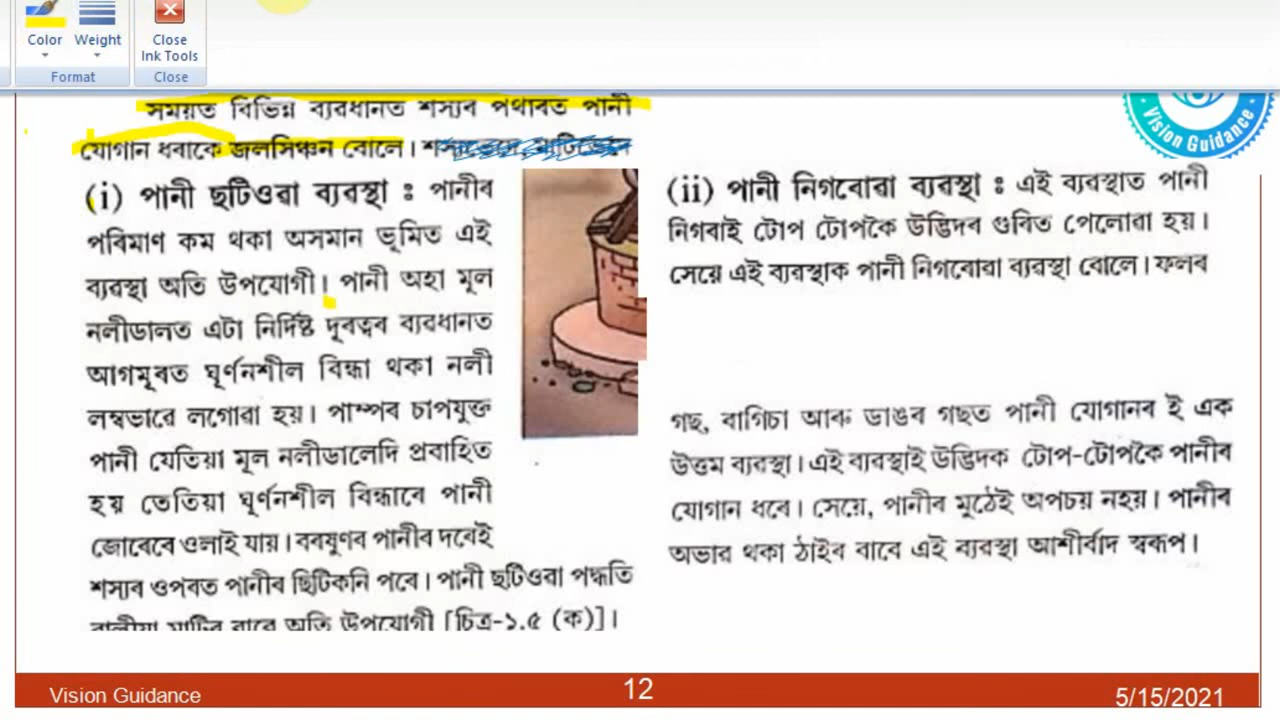 Color
Weight
Close
Ink Tools
Format
Close
সময়ত বিভিন্ন ব্যৱধানত শস্যৰ পথাৰত পানী
যোগান ধৰাকে জলসিঞ্চন বোলে।
(i) পানী ছটিওৱা ব্যৱস্থা : পানীৰ
পৰিমাণ কম থকা অসমান ভূমিত এই
ব্যৱস্থা অতি উপযোগী। পানী অহা মূল
নলীডালত এটা নিৰ্দিষ্ট দূৰত্বৰ ব্যৱধানত
আগমূৰত ঘূৰ্ণনশীল বিন্ধা থকা নলী
লম্বভাৱে লগোৱা হয়। পাম্পৰ চাপযুক্ত
পানী যেতিয়া মূল নলীডালেদি প্ৰবাহিত
হয় তেতিয়া ঘূৰ্ণনশীল বিন্ধাৰে পানী
জোৰেৰে ওলাই যায়। বৰষুণৰ পানীৰ দৰেই
শস্যৰ ওপৰত পানীৰ ছিটিকনি পৰে। পানী ছটিওৱা পদ্ধতি
বালীয়া মাটিৰ বাবে অতি উপযোগী [চিত্ৰ-১.৫ (ক)]।
Vision Guidance
(ii) পানী নিগৰোৱা ব্যৱস্থা : এই ব্যৱস্থাত পানী
নিগৰাই টোপ টোপকৈ উদ্ভিদৰ গুৰিত পেলোৱা হয়।
সেয়ে এই ব্যৱস্থাক পানী নিগৰোৱা ব্যৱস্থা বোলে। ফলৰ
গছ, বাগিচা আৰু ডাঙৰ গছত পানী যোগানৰ ই এক
উত্তম ব্যৱস্থা। এই ব্যৱস্থাই উদ্ভিদক টোপ-টোপকৈ পানীৰ
যোগান ধৰে। সেয়ে, পানীৰ মুঠেই অপচয় নহয়। পানীৰ
অভাৱ থকা ঠাইৰ বাবে এই ব্যৱস্থা আশীৰ্বাদ স্বৰূপ।
Vision Guidance
12
5/15/2021